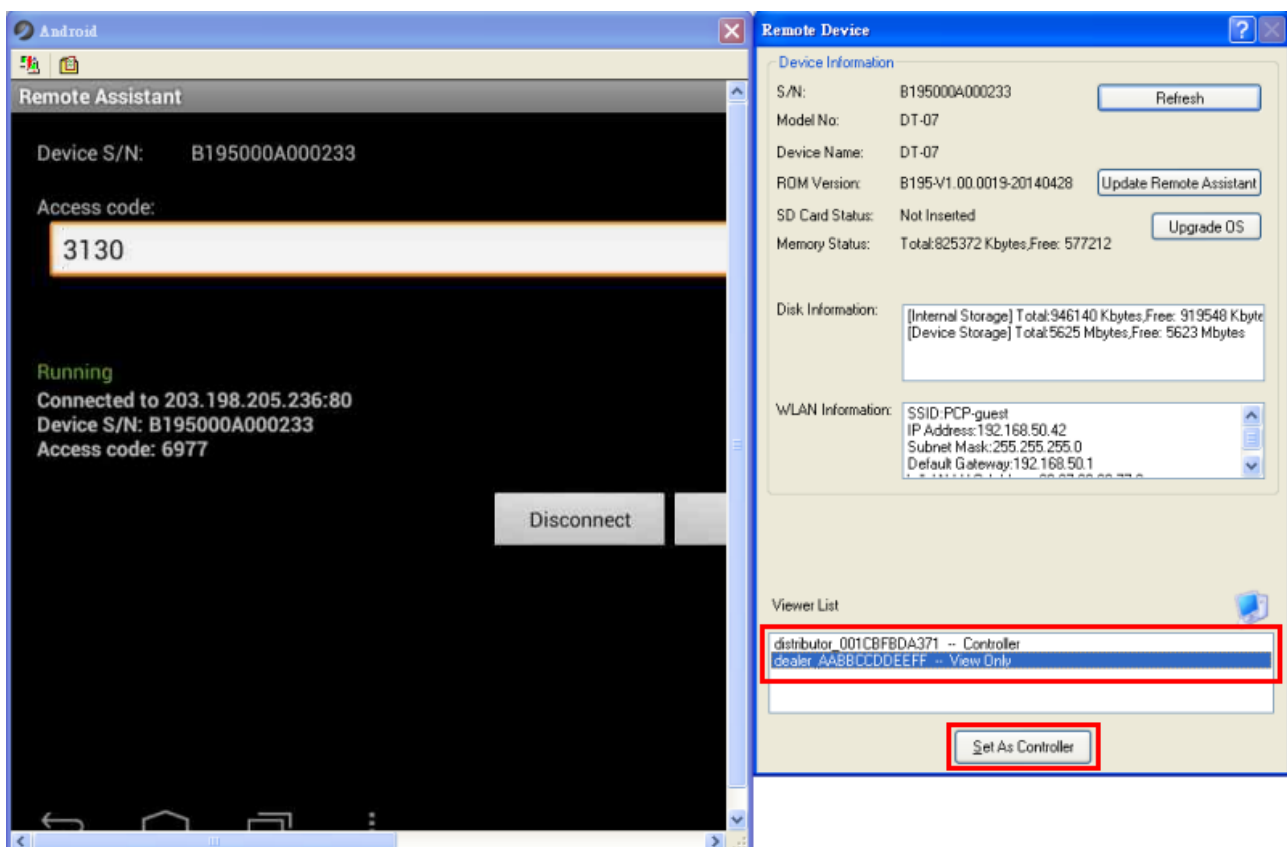 Android
Remote Assistant
Device S/N: B195000A000233
Access code:
3130
Running
Connected to 203.198.205.236:80
Device S/N: B195000A000233
Access code: 6977
Disconnect
Remote Device
Device Information
S/N: B195000A000233
Refresh
Model No: DT-07
Device Name: DT-07
ROM Version: B195-V1.00.0019-20140428
Update Remote Assistant
SD Card Status: Not Inserted
Upgrade OS
Memory Status: Total:825372 Kbytes,Free: 577212
Disk Information:
[Internal Storage] Total:946140 Kbytes,Free: 919548 Kbyte
[Device Storage] Total:5625 Mbytes,Free: 5623 Mbytes
WLAN Information:
SSID:PCP-guest
IP Address:192.168.50.42
Subnet Mask:255.255.255.0
Default Gateway:192.168.50.1
Viewer List
distributor_001CBFBDA371 -- Controller
dealer_AABBCCDDEEFF -- View Only
Set As Controller